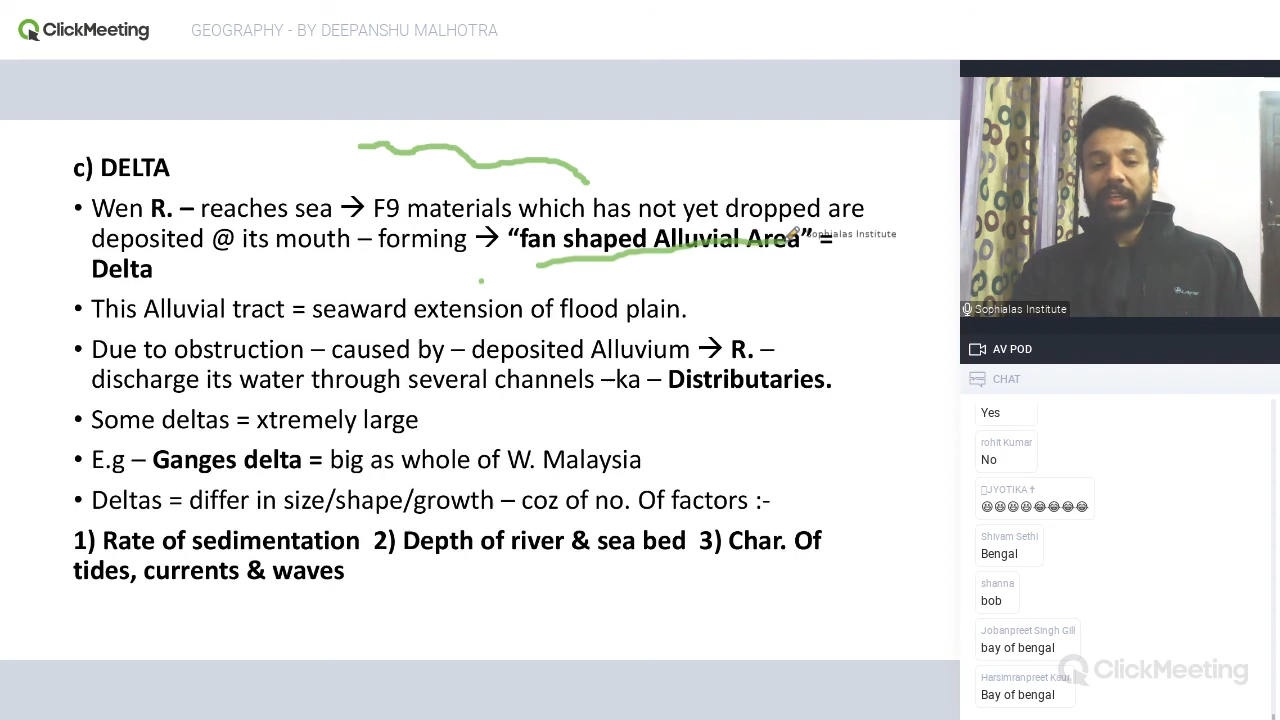 ClickMeeting
GEOGRAPHY - BY DEEPANSHU MALHOTRA
c) DELTA
• Wen R. – reaches sea → F9 materials which has not yet dropped are
deposited @ its mouth – forming → “fan shaped Alluvial Area” =
Delta
Sophialas Institute
• This Alluvial tract = seaward extension of flood plain.
• Due to obstruction – caused by – deposited Alluvium → R. –
discharge its water through several channels –ka – Distributaries.
• Some deltas = xtremely large
• E.g – Ganges delta = big as whole of W. Malaysia
• Deltas = differ in size/shape/growth – coz of no. Of factors :-
1) Rate of sedimentation 2) Depth of river & sea bed 3) Char. Of
tides, currents & waves
Sophialas Institute
AV POD
CHAT
Yes
rohit Kumar
No
JYOTIKA
😆😆😆😆😂😂😂😂
Shivam Sethi
Bengal
shanna
bob
Jobanpreet Singh Gill
bay of bengal
Harsimranpreet Kaur
Bay of bengal
ClickMeeting